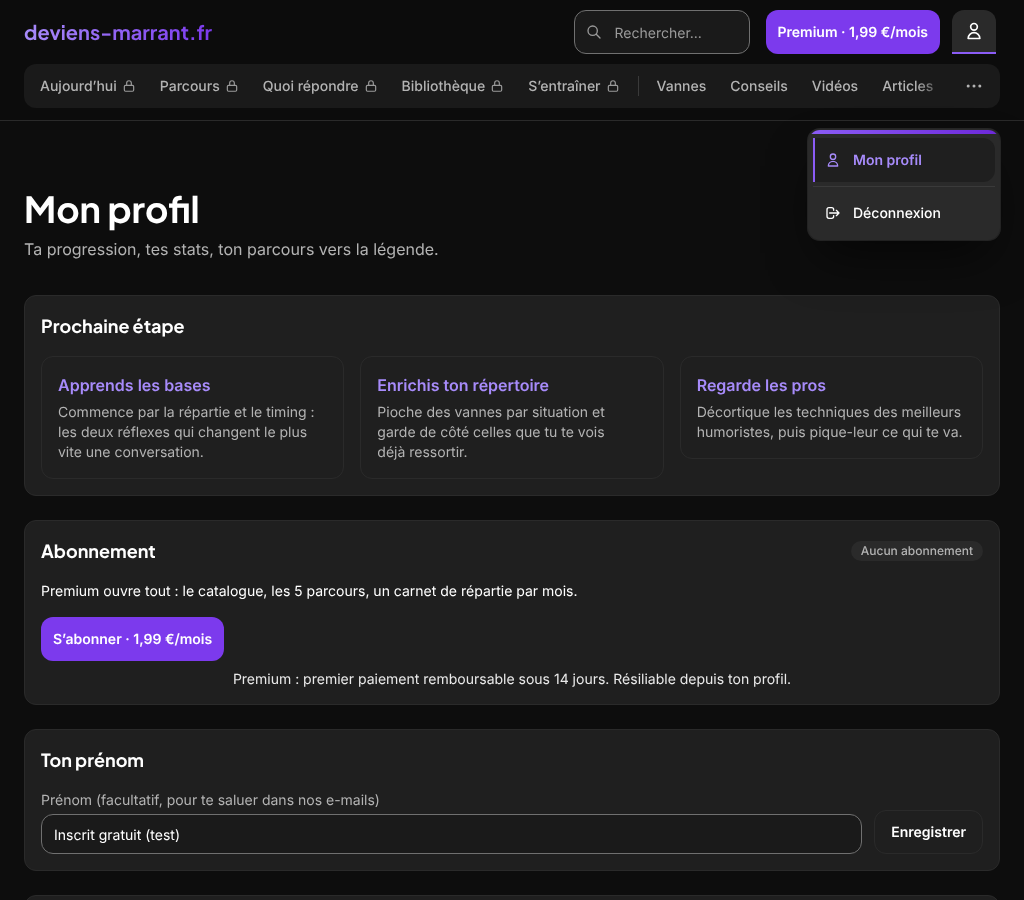 deviens-marrant.fr
Rechercher...
Premium · 1,99 €/mois
Aujourd’hui
Parcours
Quoi répondre
Bibliothèque
S’entraîner
Vannes
Conseils
Vidéos
Articles
Mon profil
Déconnexion
Mon profil
Ta progression, tes stats, ton parcours vers la légende.
Prochaine étape
Apprends les bases
Commence par la répartie et le timing :
les deux réflexes qui changent le plus
vite une conversation.
Enrichis ton répertoire
Pioche des vannes par situation et
garde de côté celles que tu te vois
déjà ressortir.
Regarde les pros
Décortique les techniques des meilleurs
humoristes, puis pique-leur ce qui te va.
Abonnement
Aucun abonnement
Premium ouvre tout : le catalogue, les 5 parcours, un carnet de répartie par mois.
S’abonner · 1,99 €/mois
Premium : premier paiement remboursable sous 14 jours. Résiliable depuis ton profil.
Ton prénom
Prénom (facultatif, pour te saluer dans nos e-mails)
Inscrit gratuit (test)
Enregistrer